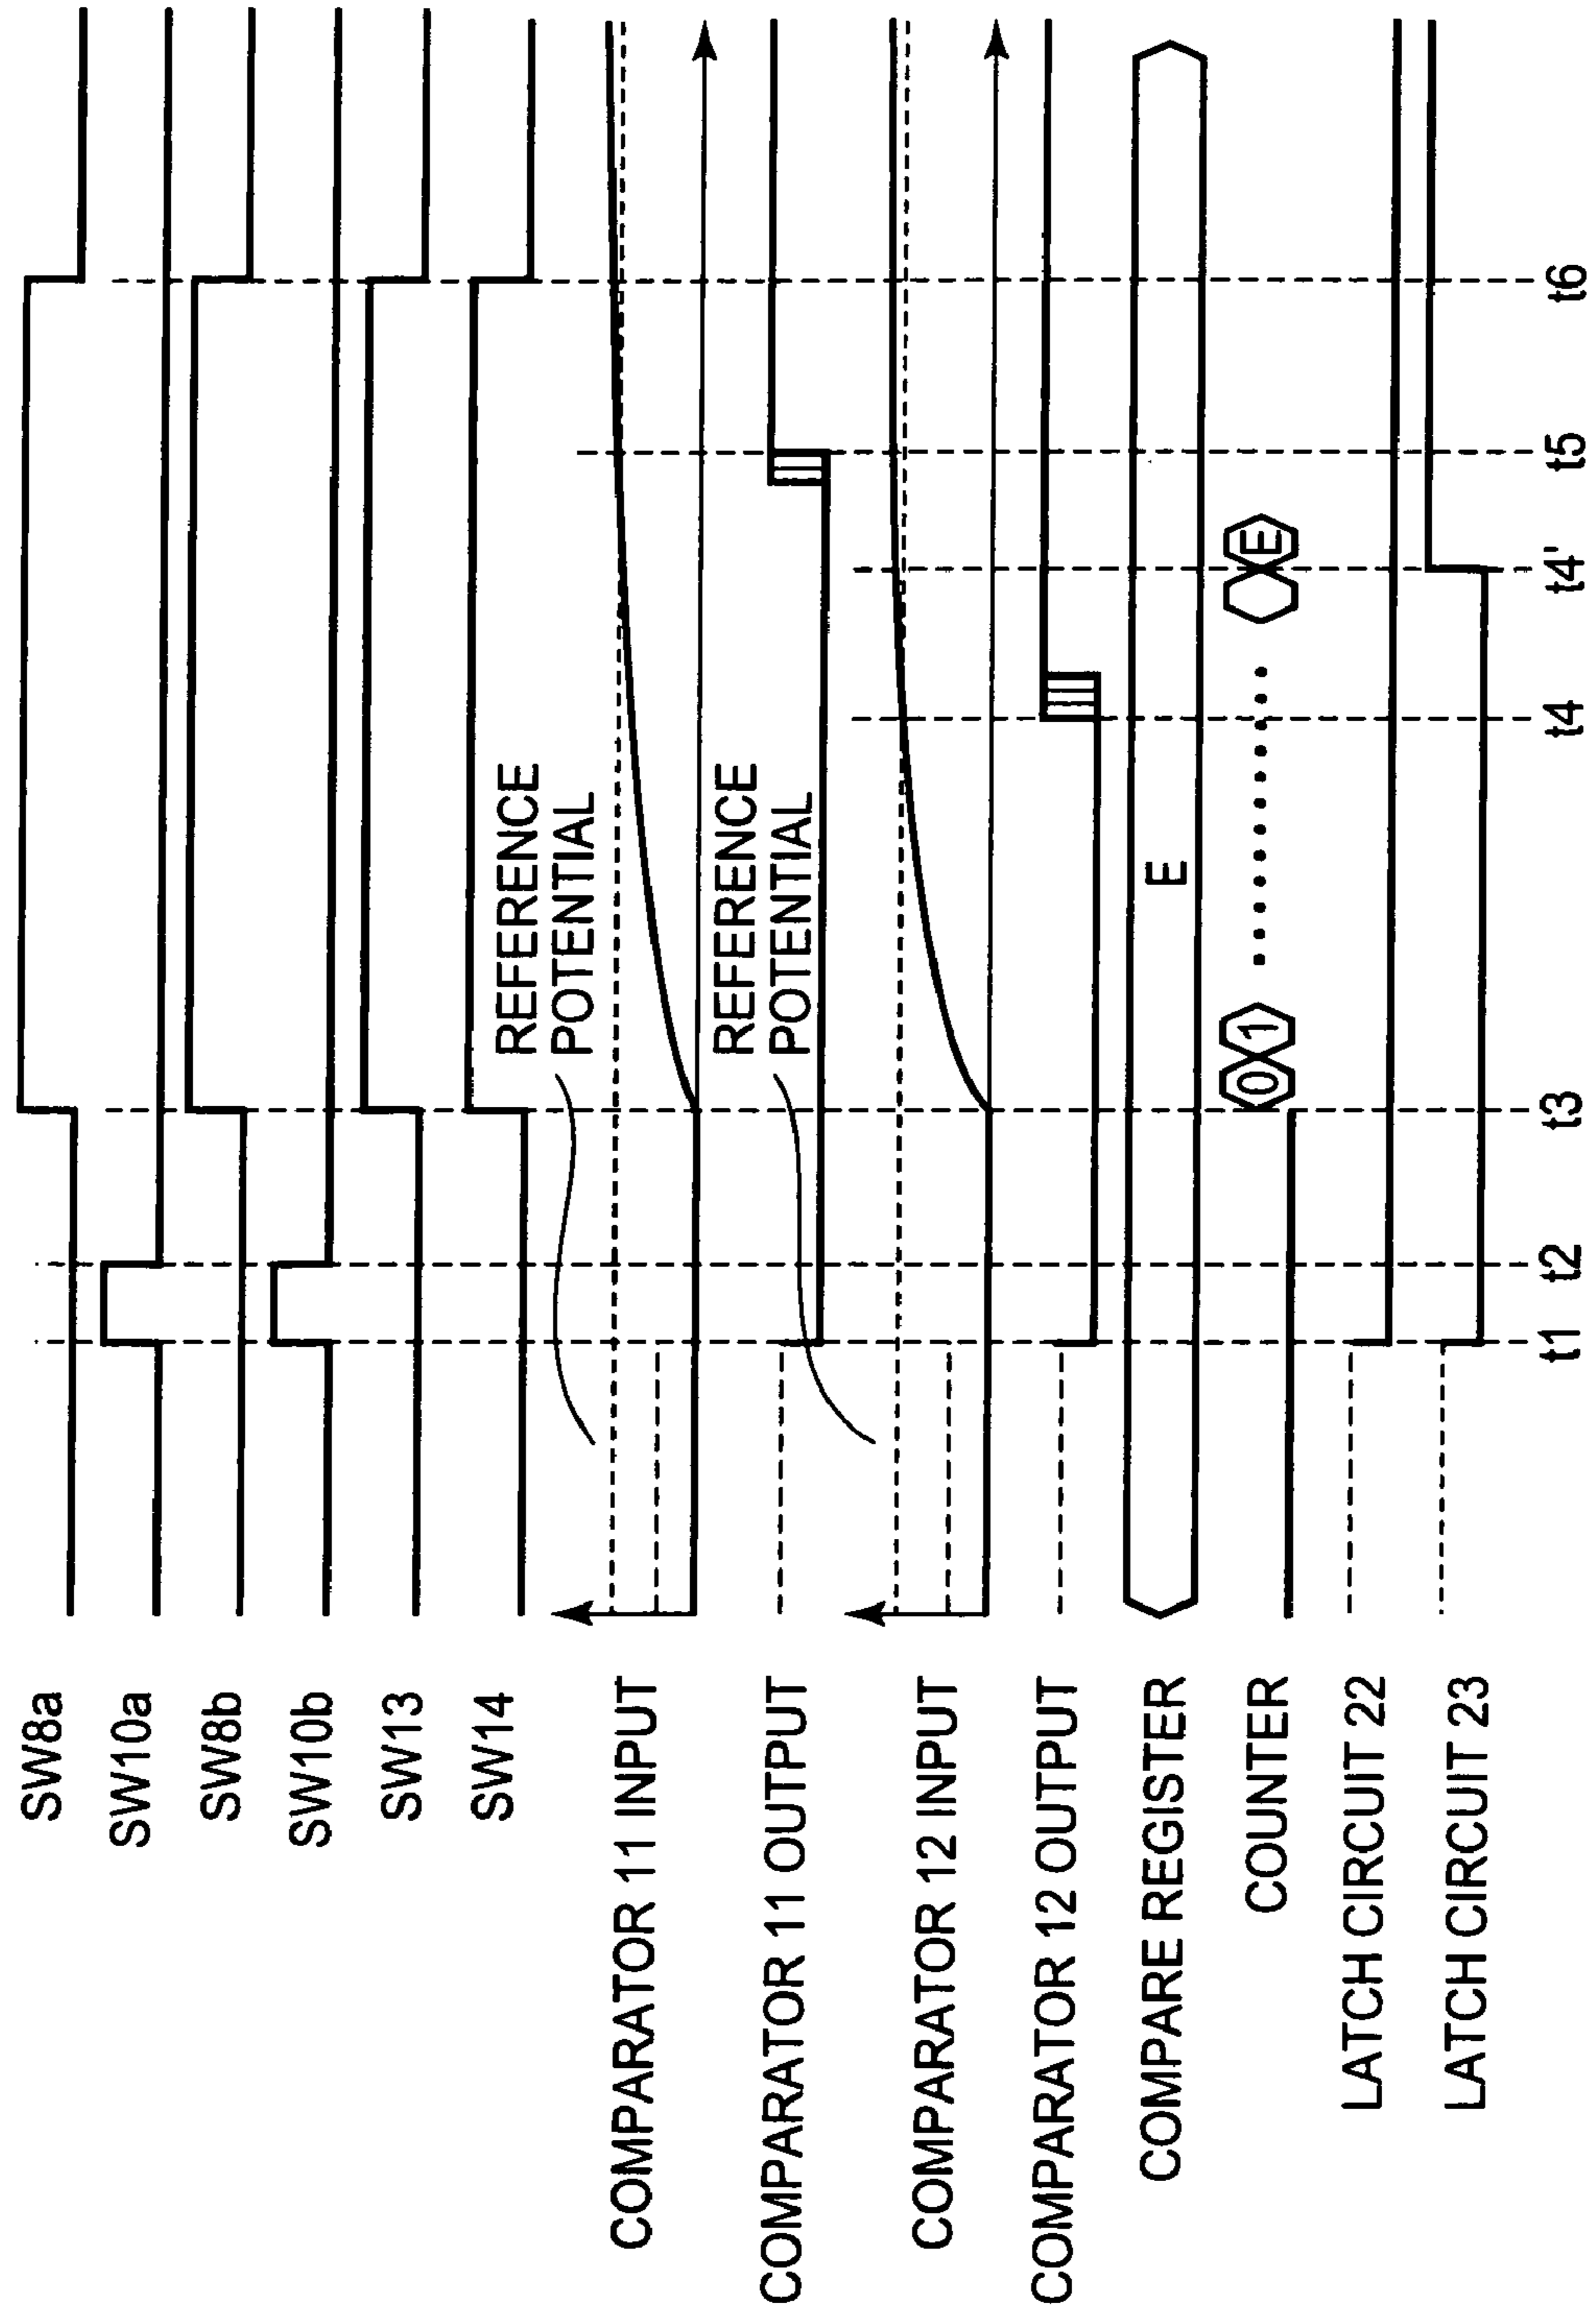 SW8a
SW10a
SW8b
SW10b
SW13
SW14
REFERENCE
POTENTIAL
COMPARATOR 11 INPUT
COMPARATOR 11 OUTPUT
REFERENCE
POTENTIAL
COMPARATOR 12 INPUT
COMPARATOR 12 OUTPUT
COMPARE REGISTER
E
COUNTER
0 1 E
LATCH CIRCUIT 22
LATCH CIRCUIT 23
t1 t2 t3 t4 t4' t5 t6